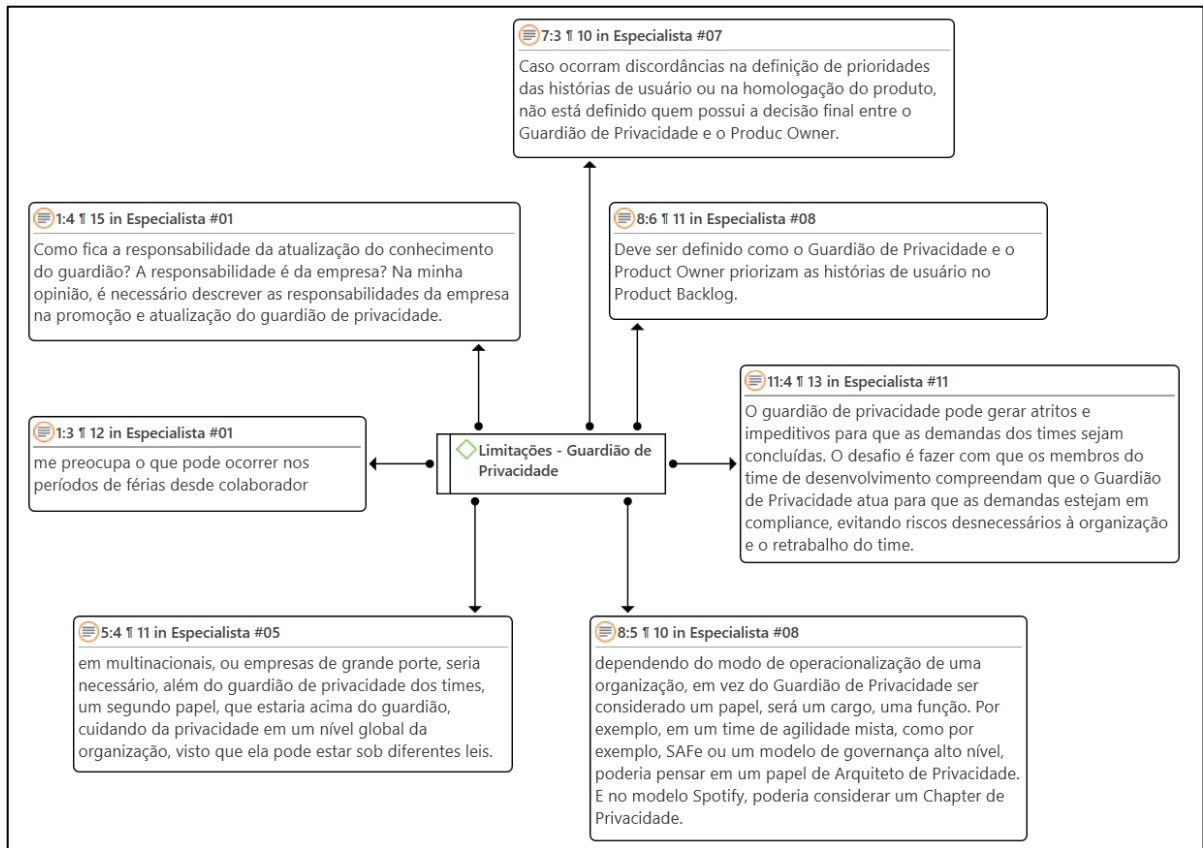 7:3 ¶ 10 in Especialista #07
Caso ocorram discordâncias na definição de prioridades
das histórias de usuário ou na homologação do produto,
não está definido quem possui a decisão final entre o
Guardião de Privacidade e o Produc Owner.
1:4 ¶ 15 in Especialista #01
Como fica a responsabilidade da atualização do conhecimento
do guardião? A responsabilidade é da empresa? Na minha
opinião, é necessário descrever as responsabilidades da empresa
na promoção e atualização do guardião de privacidade.
8:6 ¶ 11 in Especialista #08
Deve ser definido como o Guardião de Privacidade e o
Product Owner priorizam as histórias de usuário no
Product Backlog.
1:3 ¶ 12 in Especialista #01
me preocupa o que pode ocorrer nos
períodos de férias desde colaborador
Limitações - Guardião de
Privacidade
11:4 ¶ 13 in Especialista #11
O guardião de privacidade pode gerar atritos e
impeditivos para que as demandas dos times sejam
concluídas. O desafio é fazer com que os membros do
time de desenvolvimento compreendam que o Guardião
de Privacidade atua para que as demandas estejam em
compliance, evitando riscos desnecessários à organização
e o retrabalho do time.
5:4 ¶ 11 in Especialista #05
em multinacionais, ou empresas de grande porte, seria
necessário, além do guardião de privacidade dos times,
um segundo papel, que estaria acima do guardião,
cuidando da privacidade em um nível global da
organização, visto que ela pode estar sob diferentes leis.
8:5 ¶ 10 in Especialista #08
dependendo do modo de operacionalização de uma
organização, em vez do Guardião de Privacidade ser
considerado um papel, será um cargo, uma função. Por
exemplo, em um time de agilidade mista, como por
exemplo, SAFe ou um modelo de governança alto nível,
poderia pensar em um papel de Arquiteto de Privacidade.
E no modelo Spotify, poderia considerar um Chapter de
Privacidade.